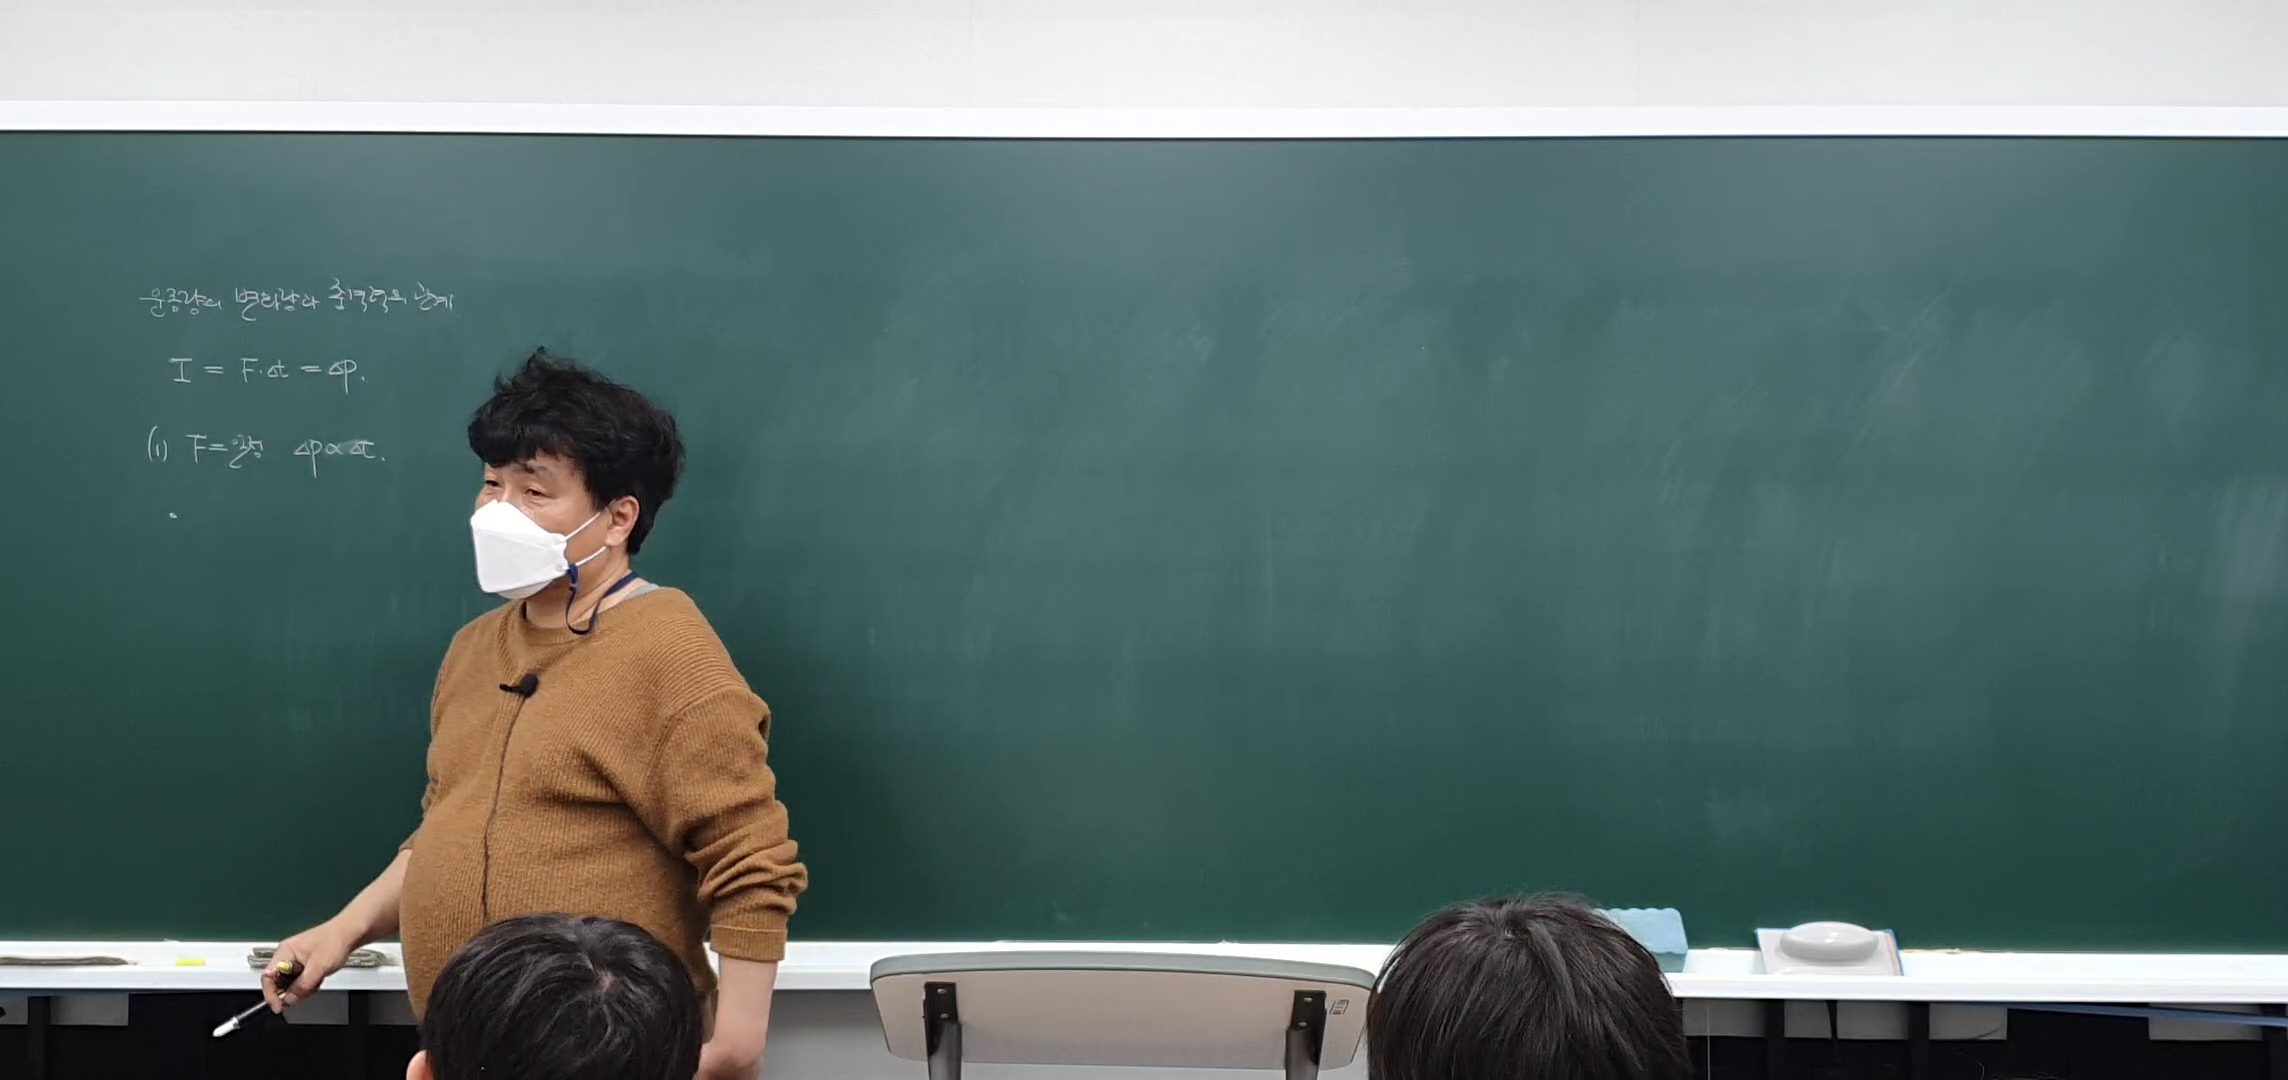 운동량의 변화량과 충격력의 관계
I = F·Δt = Δp.
(1) F=일정 Δp∝Δt.